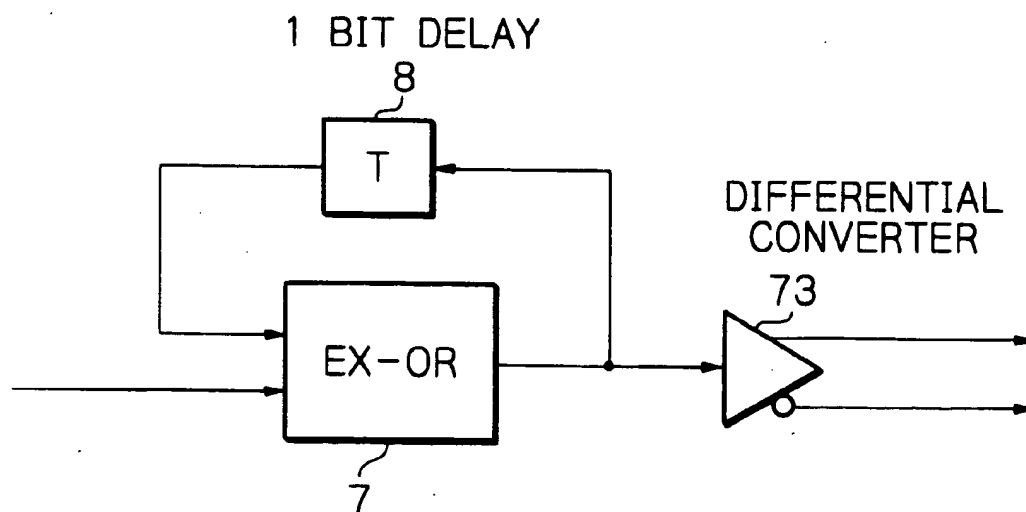 1 BIT DELAY
8
T
DIFFERENTIAL
CONVERTER
73
EX-OR
7